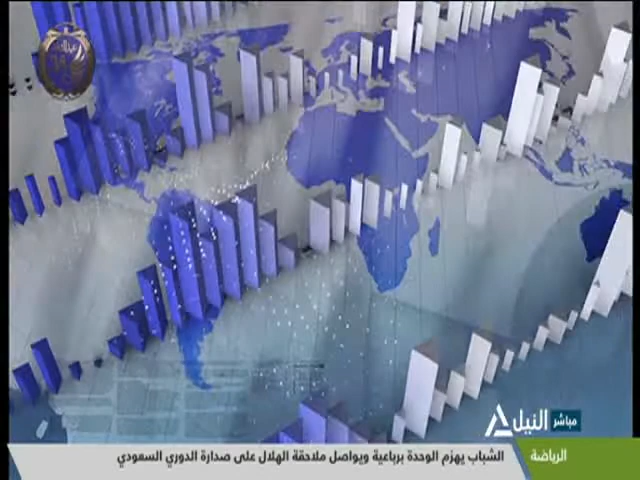 النيل مباشر
الرياضة
الشباب يهزم الوحدة برباعية ويواصل ملاحقة الهلال على صدارة الدوري السعودي